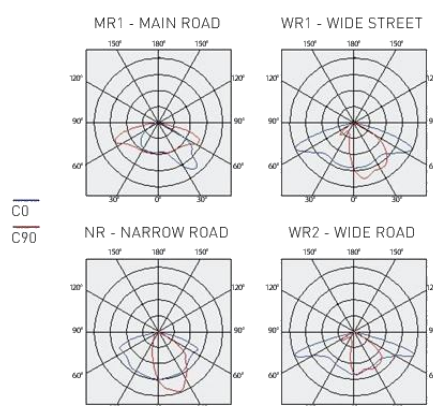 MR1 - MAIN ROAD
WR1 - WIDE STREET
150° 180° 150°
150° 180° 150°
120° 120°
120°
90° 90°
90°
60° 60°
60°
30° 0° 30°
30° 0° 30°
C0
C90
NR - NARROW ROAD
WR2 - WIDE ROAD
150° 180° 150°
150° 180° 150°
120° 120°
120°
90° 90°
90°
60° 60°
60°